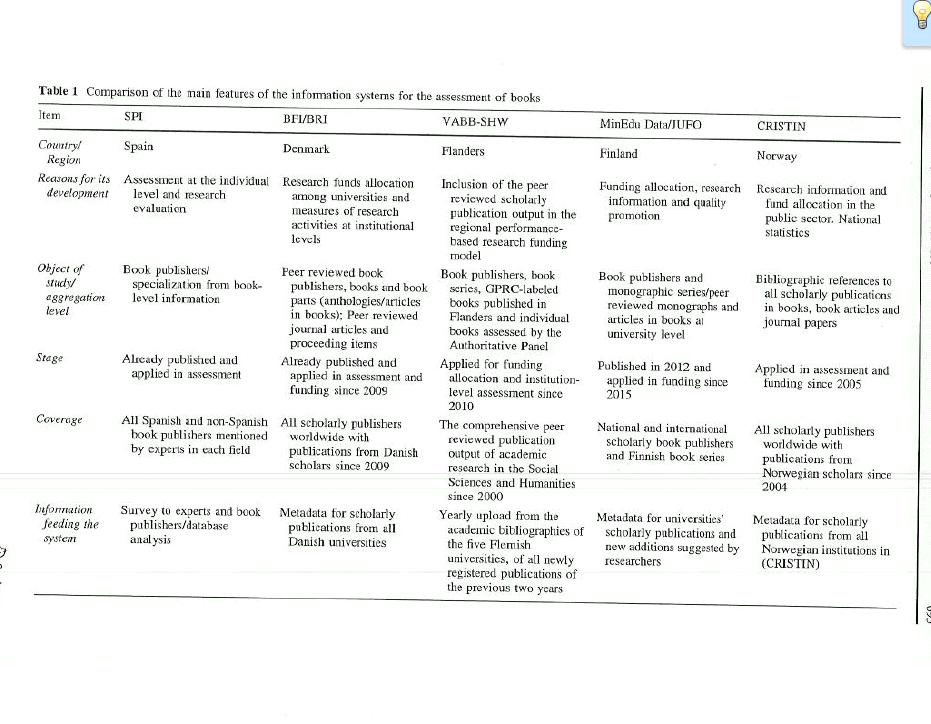 Table 1 Comparison of the main features of the information systems for the assessment of books
Item SPI BFI/BRI VABB-SHW MinEdu Data/JUFO CRISTIN
Country/
Region
Spain
Denmark
Flanders
Finland
Norway
Reasons for its
development
Assessment at the individual
level and research
evaluation
Research funds allocation
among universities and
measures of research
activities at institutional
levels
Inclusion of the peer
reviewed scholarly
publication output in the
regional performance-
based research funding
model
Funding allocation, research
information and quality
promotion
Research information and
fund allocation in the
public sector. National
statistics
Object of
study/
aggregation
level
Book publishers/
specialization from book-
level information
Peer reviewed book
publishers, books and book
parts (anthologies/articles
in books); Peer reviewed
journal articles and
proceeding items
Book publishers, book
series, GPRC-labeled
books published in
Flanders and individual
books assessed by the
Authoritative Panel
Book publishers and
monographic series/peer
reviewed monographs and
articles in books at
university level
Bibliographic references to
all scholarly publications
in books, book articles and
journal papers
Stage
Already published and
applied in assessment
Already published and
applied in assessment and
funding since 2009
Applied for funding
allocation and institution-
level assessment since
2010
Published in 2012 and
applied in funding since
2015
Applied in assessment and
funding since 2005
Coverage
All Spanish and non-Spanish
book publishers mentioned
by experts in each field
All scholarly publishers
worldwide with
publications from Danish
scholars since 2009
The comprehensive peer
reviewed publication
output of academic
research in the Social
Sciences and Humanities
since 2000
National and international
scholarly book publishers
and Finnish book series
All scholarly publishers
worldwide with
publications from
Norwegian scholars since
2004
Information
feeding the
system
Survey to experts and book
publishers/database
analysis
Metadata for scholarly
publications from all
Danish universities
Yearly upload from the
academic bibliographies of
the five Flemish
universities, of all newly
registered publications of
the previous two years
Metadata for universities'
scholarly publications and
new additions suggested by
researchers
Metadata for scholarly
publications from all
Norwegian institutions in
(CRISTIN)